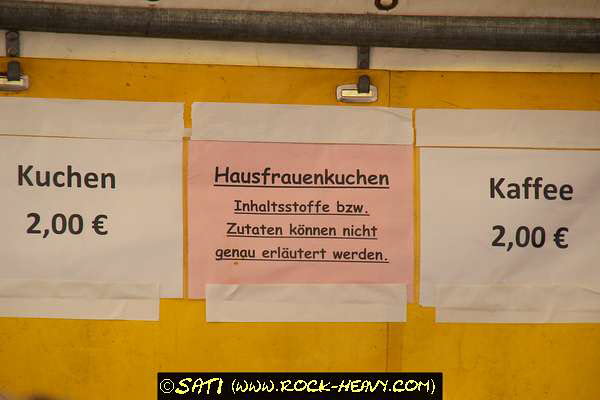 Kuchen
2,00 €
Hausfrauenkuchen
Inhaltsstoffe bzw.
Zutaten können nicht
genau erläutert werden.
Kaffee
2,00 €
©SATI (WWW.ROCK-HEAVY.COM)